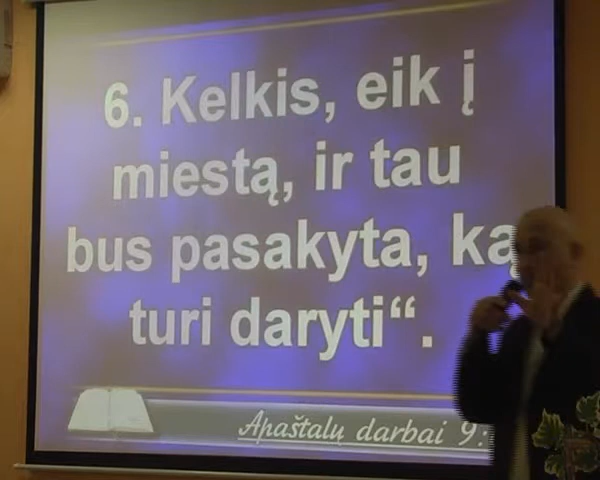 6. Kelkis, eik į
miestą, ir tau
bus pasakyta, ką
turi daryti“.
Apaštalų darbai 9: